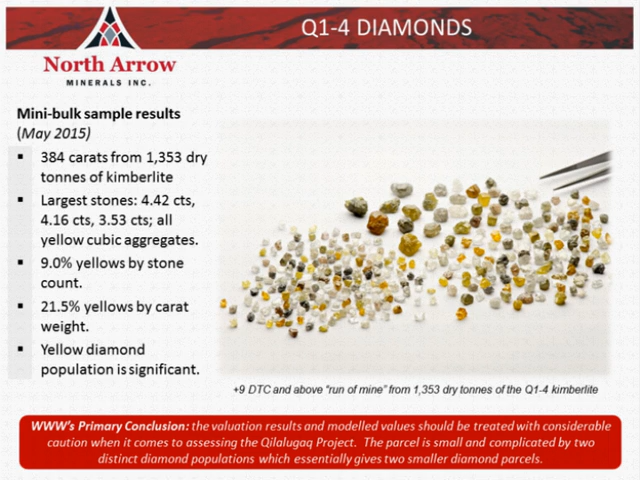 Q1-4 DIAMONDS
North Arrow
MINERALS INC.
Mini-bulk sample results
(May 2015)
▪ 384 carats from 1,353 dry
tonnes of kimberlite
▪ Largest stones: 4.42 cts,
4.16 cts, 3.53 cts; all
yellow cubic aggregates.
▪ 9.0% yellows by stone
count.
▪ 21.5% yellows by carat
weight.
▪ Yellow diamond
population is significant.
+9 DTC and above “run of mine” from 1,353 dry tonnes of the Q1-4 kimberlite
WWW’s Primary Conclusion: the valuation results and modelled values should be treated with considerable
caution when it comes to assessing the Qilalugaq Project. The parcel is small and complicated by two
distinct diamond populations which essentially gives two smaller diamond parcels.